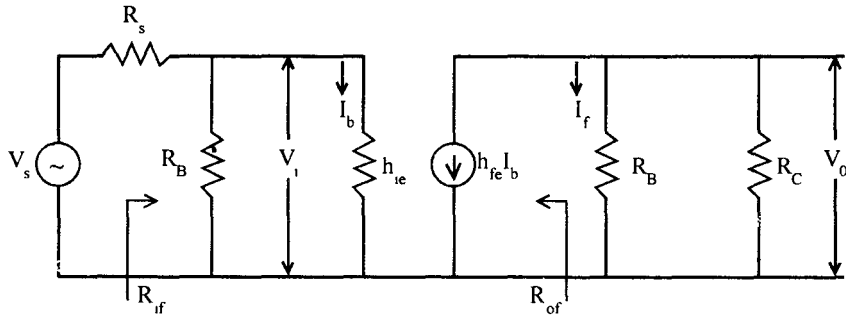 R_s
I_b
I_f
V_s
~
R_B
V_i
h_ie
h_fe I_b
R_B
R_C
V_0
R_if
R_of